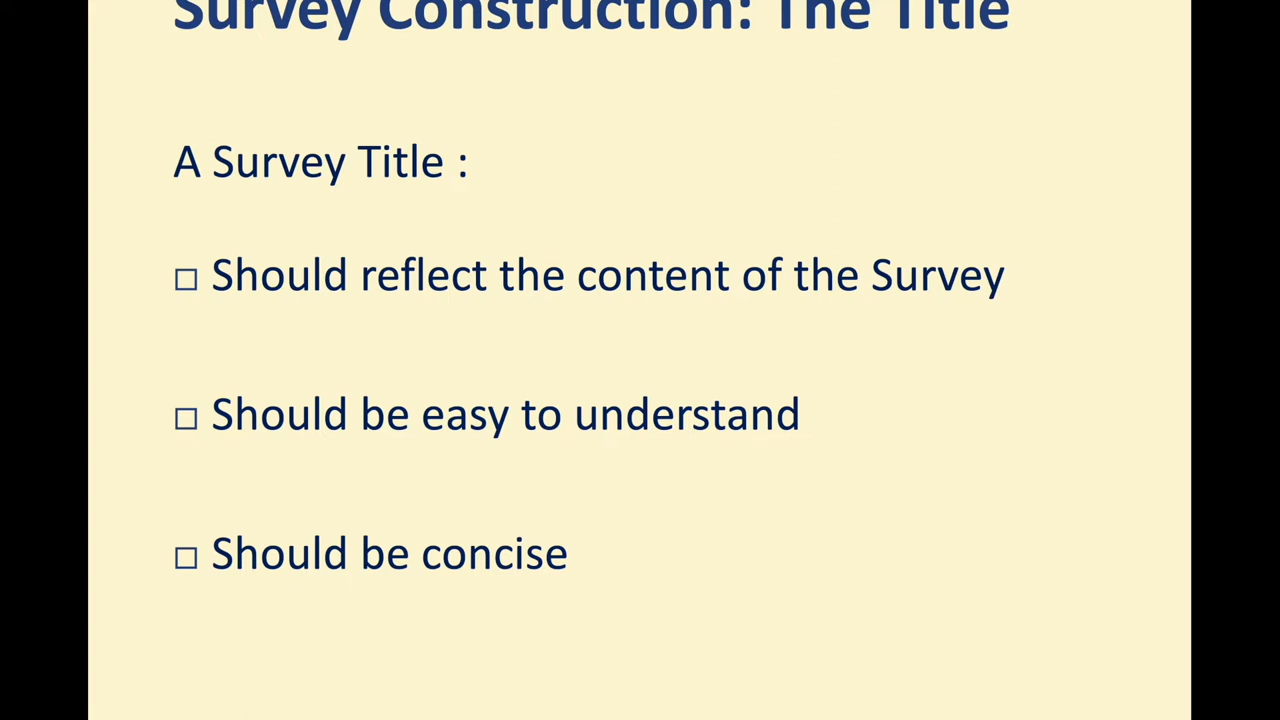 Survey Construction: The Title
A Survey Title :
□ Should reflect the content of the Survey
□ Should be easy to understand
□ Should be concise